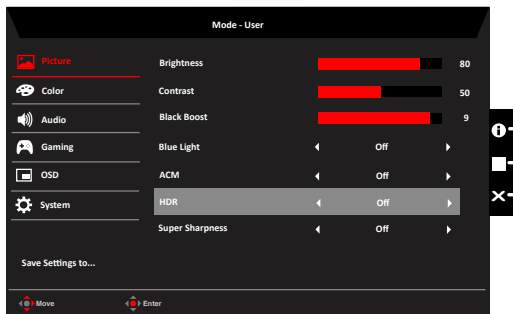 Mode - User
Picture
Color
Audio
Gaming
OSD
System
Save Settings to...
Brightness 80
Contrast 50
Black Boost 9
Blue Light Off
ACM Off
HDR Off
Super Sharpness Off
Move Enter